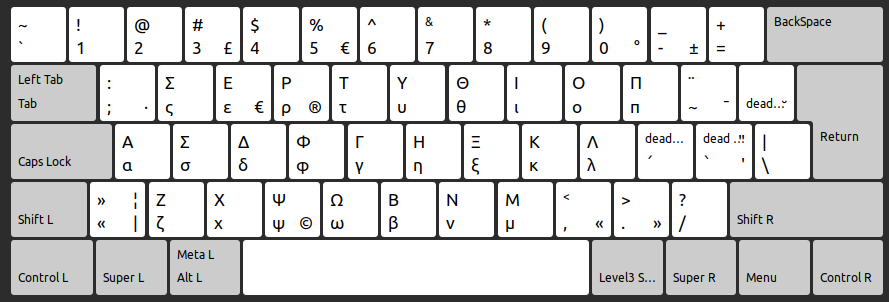 ~ ! @ # $ % ^ & * ( ) _ + BackSpace
` 1 2 3 £ 4 5 € 6 7 8 9 0 ° - ± =
Left Tab : Σ Ε Ρ Τ Υ Θ Ι Ο Π ¨
Tab ; · ς ε € ρ ® τ υ θ ι ο π ~ ¯ dead...
Α Σ Δ Φ Γ Η Ξ Κ Λ dead... dead ... | Return
Caps Lock α σ δ φ γ η ξ κ λ ´ ` ' \
» ¦ Ζ Χ Ψ Ω Β Ν Μ < > ?
Shift L « | ζ χ ψ © ω β ν μ , « . » / Shift R
Meta L
Control L Super L Alt L Level3 S... Super R Menu Control R